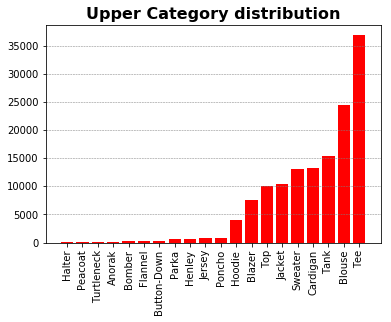 Upper Category distribution
35000
30000
25000
20000
15000
10000
5000
0
Halter
Peacoat
Turtleneck
Anorak
Bomber
Flannel
Button-Down
Parka
Henley
Jersey
Poncho
Hoodie
Blazer
Top
Jacket
Sweater
Cardigan
Tank
Blouse
Tee